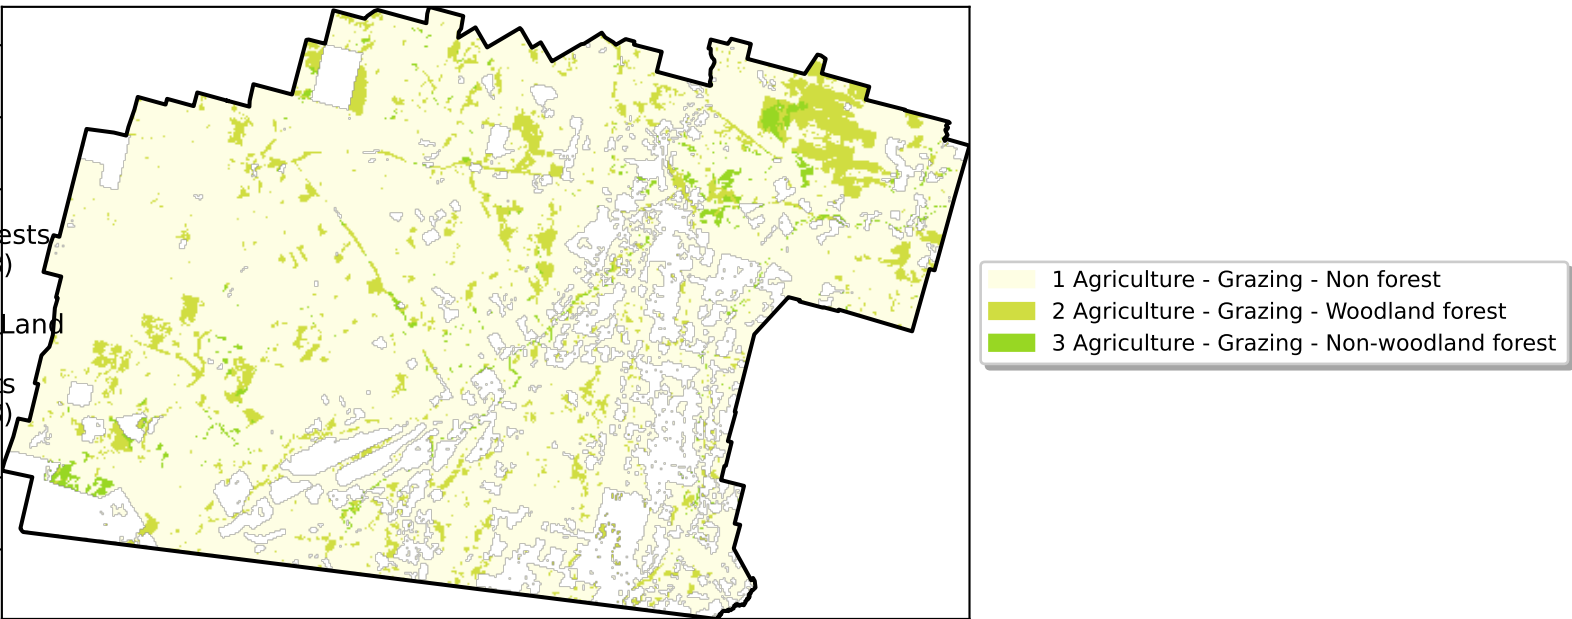 ests
)
Land
s
)
1 Agriculture - Grazing - Non forest
2 Agriculture - Grazing - Woodland forest
3 Agriculture - Grazing - Non-woodland forest